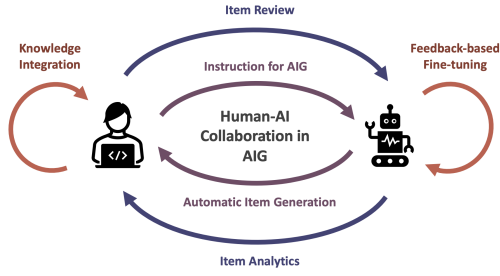 Item Review
Knowledge
Integration
Instruction for AIG
Feedback-based
Fine-tuning
Human-AI
Collaboration in
AIG
</>
Automatic Item Generation
Item Analytics